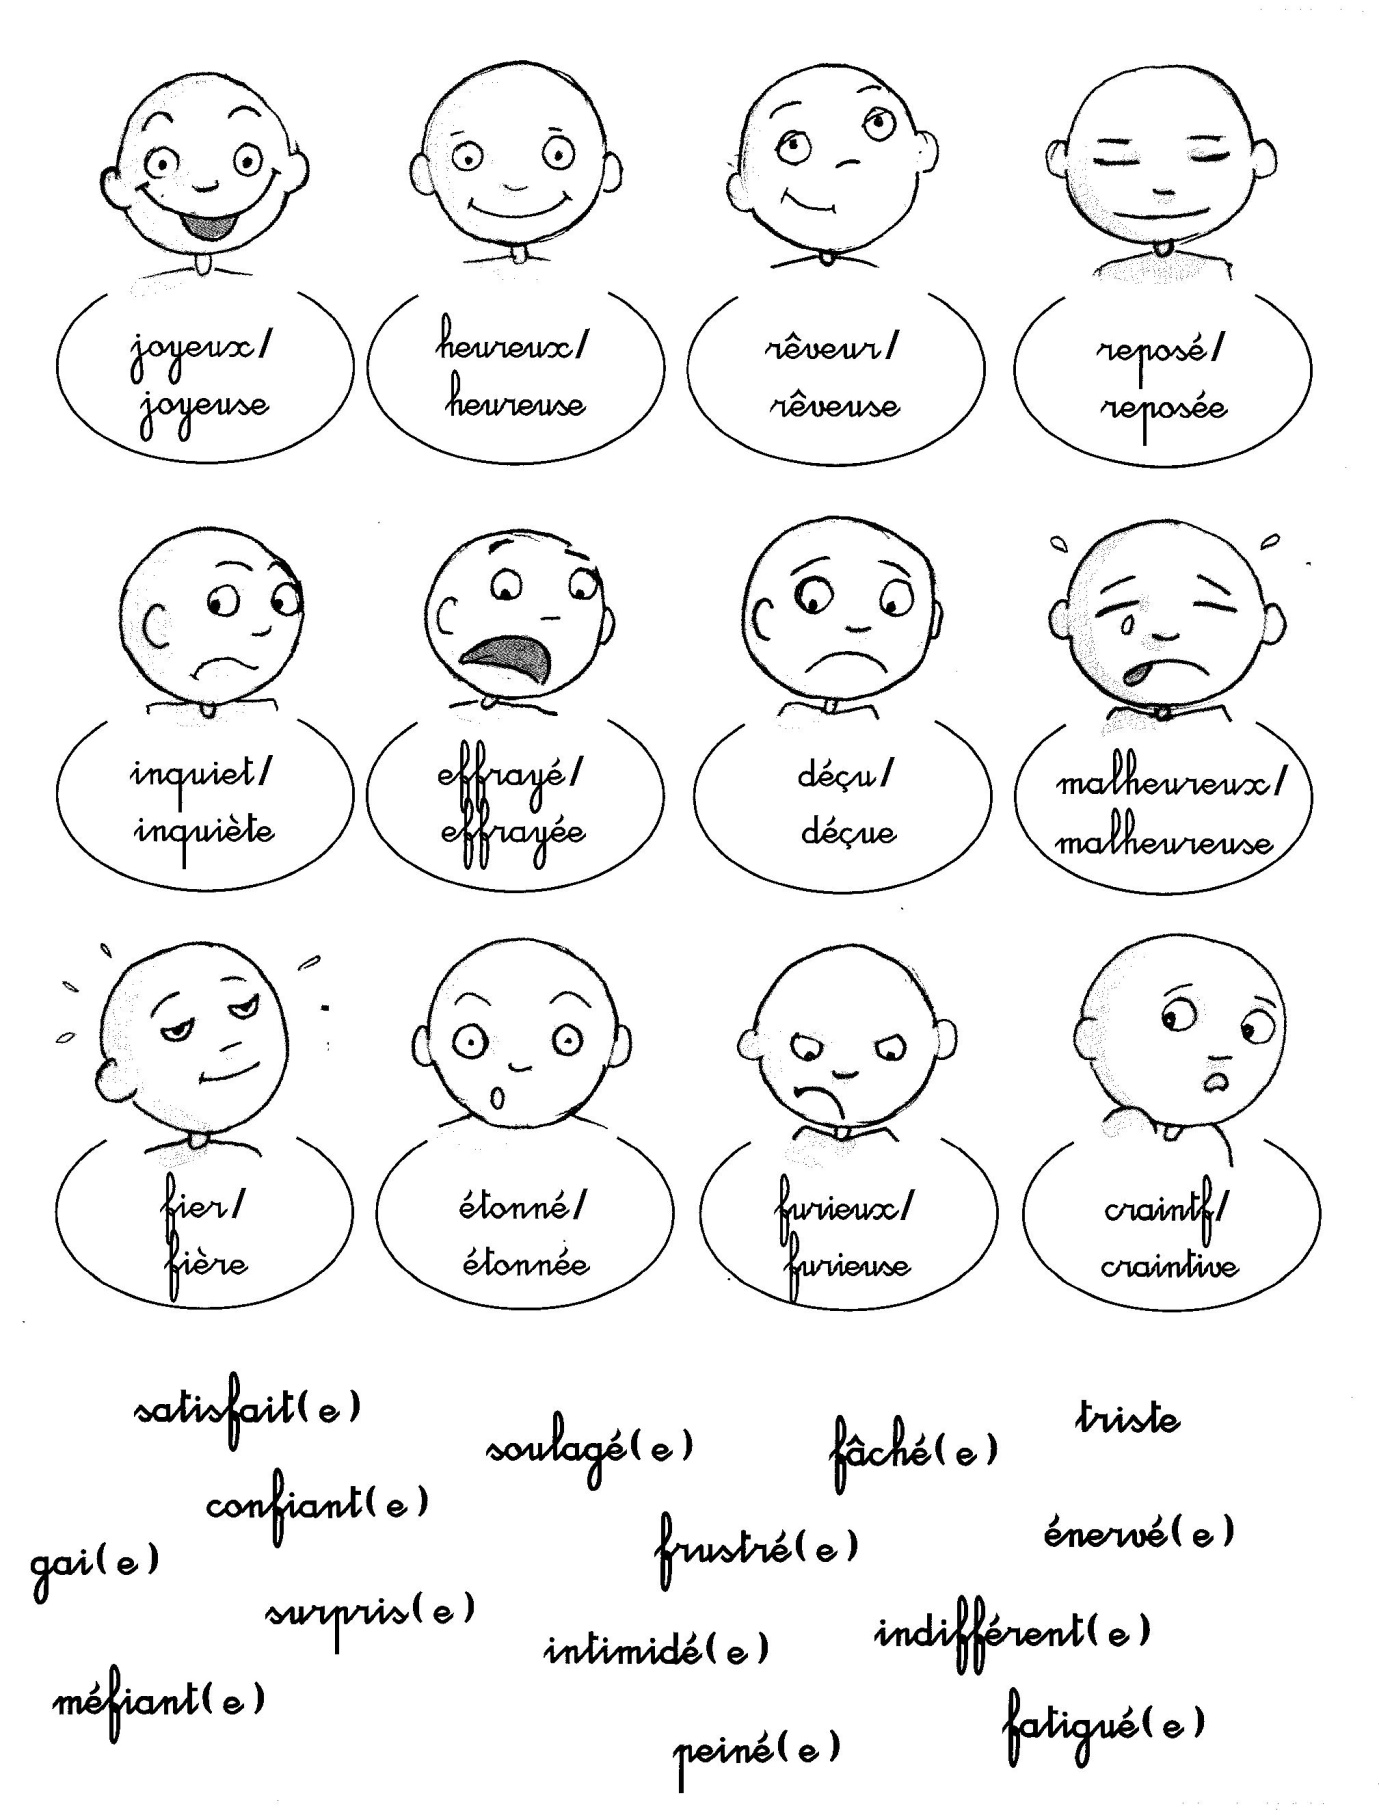 joyeux/
joyeuse
heureux/
heureuse
rêveur/
rêveuse
reposé/
reposée
inquiet/
inquiète
effrayé/
effrayée
déçu/
déçue
malheureux/
malheureuse
fier/
fière
étonné/
étonnée
furieux/
furieuse
craintf/
craintive
satisfait(e)
triste
soulagé(e)
fâché(e)
confiant(e)
énervé(e)
frustré(e)
gai(e)
surpris(e)
indifférent(e)
intimidé(e)
méfiant(e)
fatigué(e)
peiné(e)